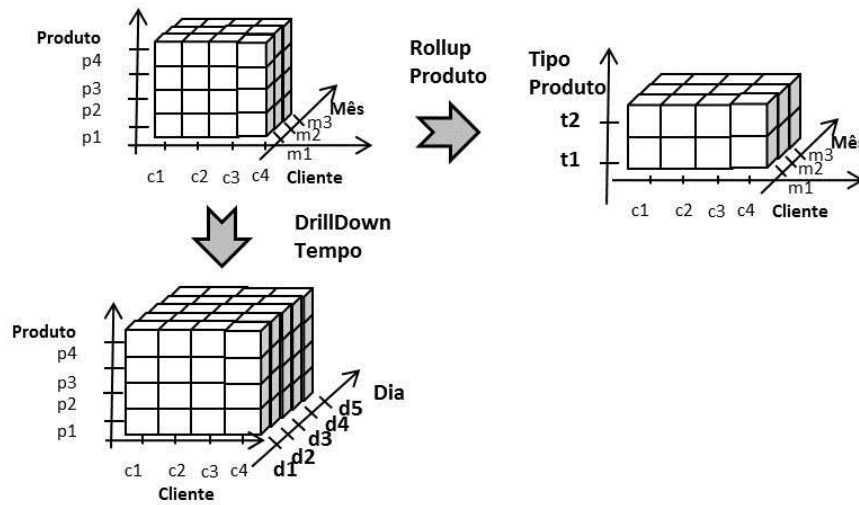 Produto
p4
p3
p2
p1
c1 c2 c3 c4
Cliente
m1
m2
m3
Mês
Rollup
Produto
Tipo
Produto
t2
t1
c1 c2 c3 c4
Cliente
m1
m2
m3
Mês
DrillDown
Tempo
Produto
p4
p3
p2
p1
c1 c2 c3 c4
Cliente
d1
d2
d3
d4
d5
Dia